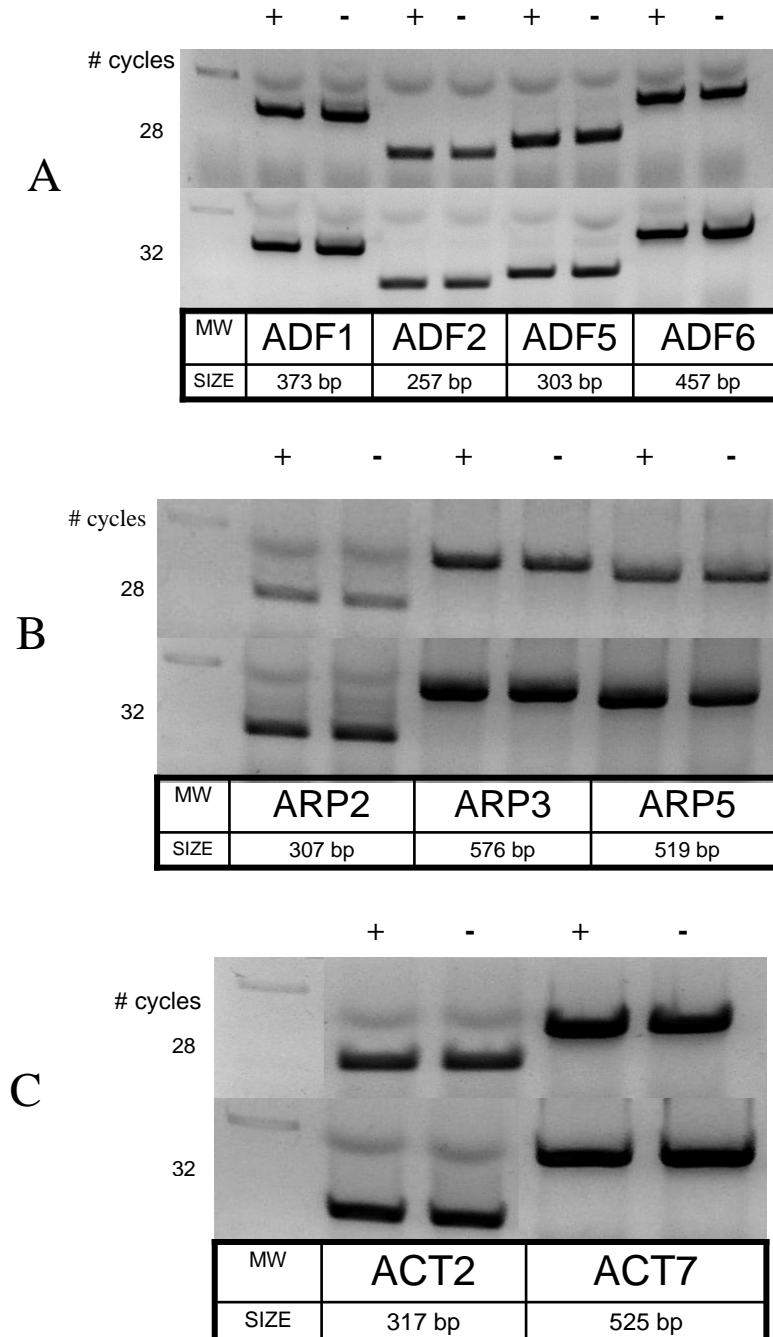 + - + - + - + -
# cycles
28
A
32
MW ADF1 ADF2 ADF5 ADF6
SIZE 373 bp 257 bp 303 bp 457 bp
+ - + - + -
# cycles
28
B
32
MW ARP2 ARP3 ARP5
SIZE 307 bp 576 bp 519 bp
+ - + -
# cycles
28
C
32
MW ACT2 ACT7
SIZE 317 bp 525 bp